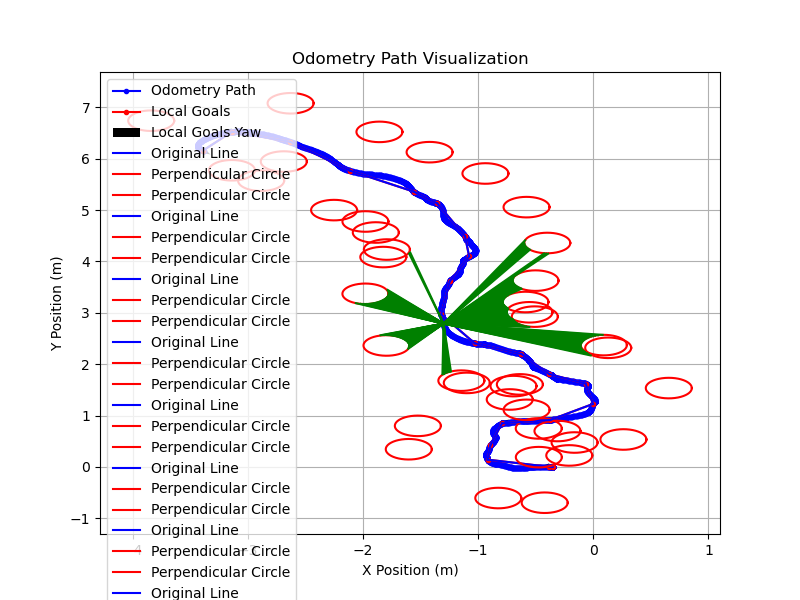 Odometry Path Visualization
Y Position (m)
7
6
5
4
3
2
1
0
−1
Odometry Path
Local Goals
Local Goals Yaw
Original Line
Perpendicular Circle
Perpendicular Circle
Original Line
Perpendicular Circle
Perpendicular Circle
Original Line
Perpendicular Circle
Perpendicular Circle
Original Line
Perpendicular Circle
Perpendicular Circle
Original Line
Perpendicular Circle
Perpendicular Circle
Original Line
Perpendicular Circle
Perpendicular Circle
Original Line
Perpendicular Circle
Perpendicular Circle
Original Line
−4 −3 −2 −1 0 1
X Position (m)